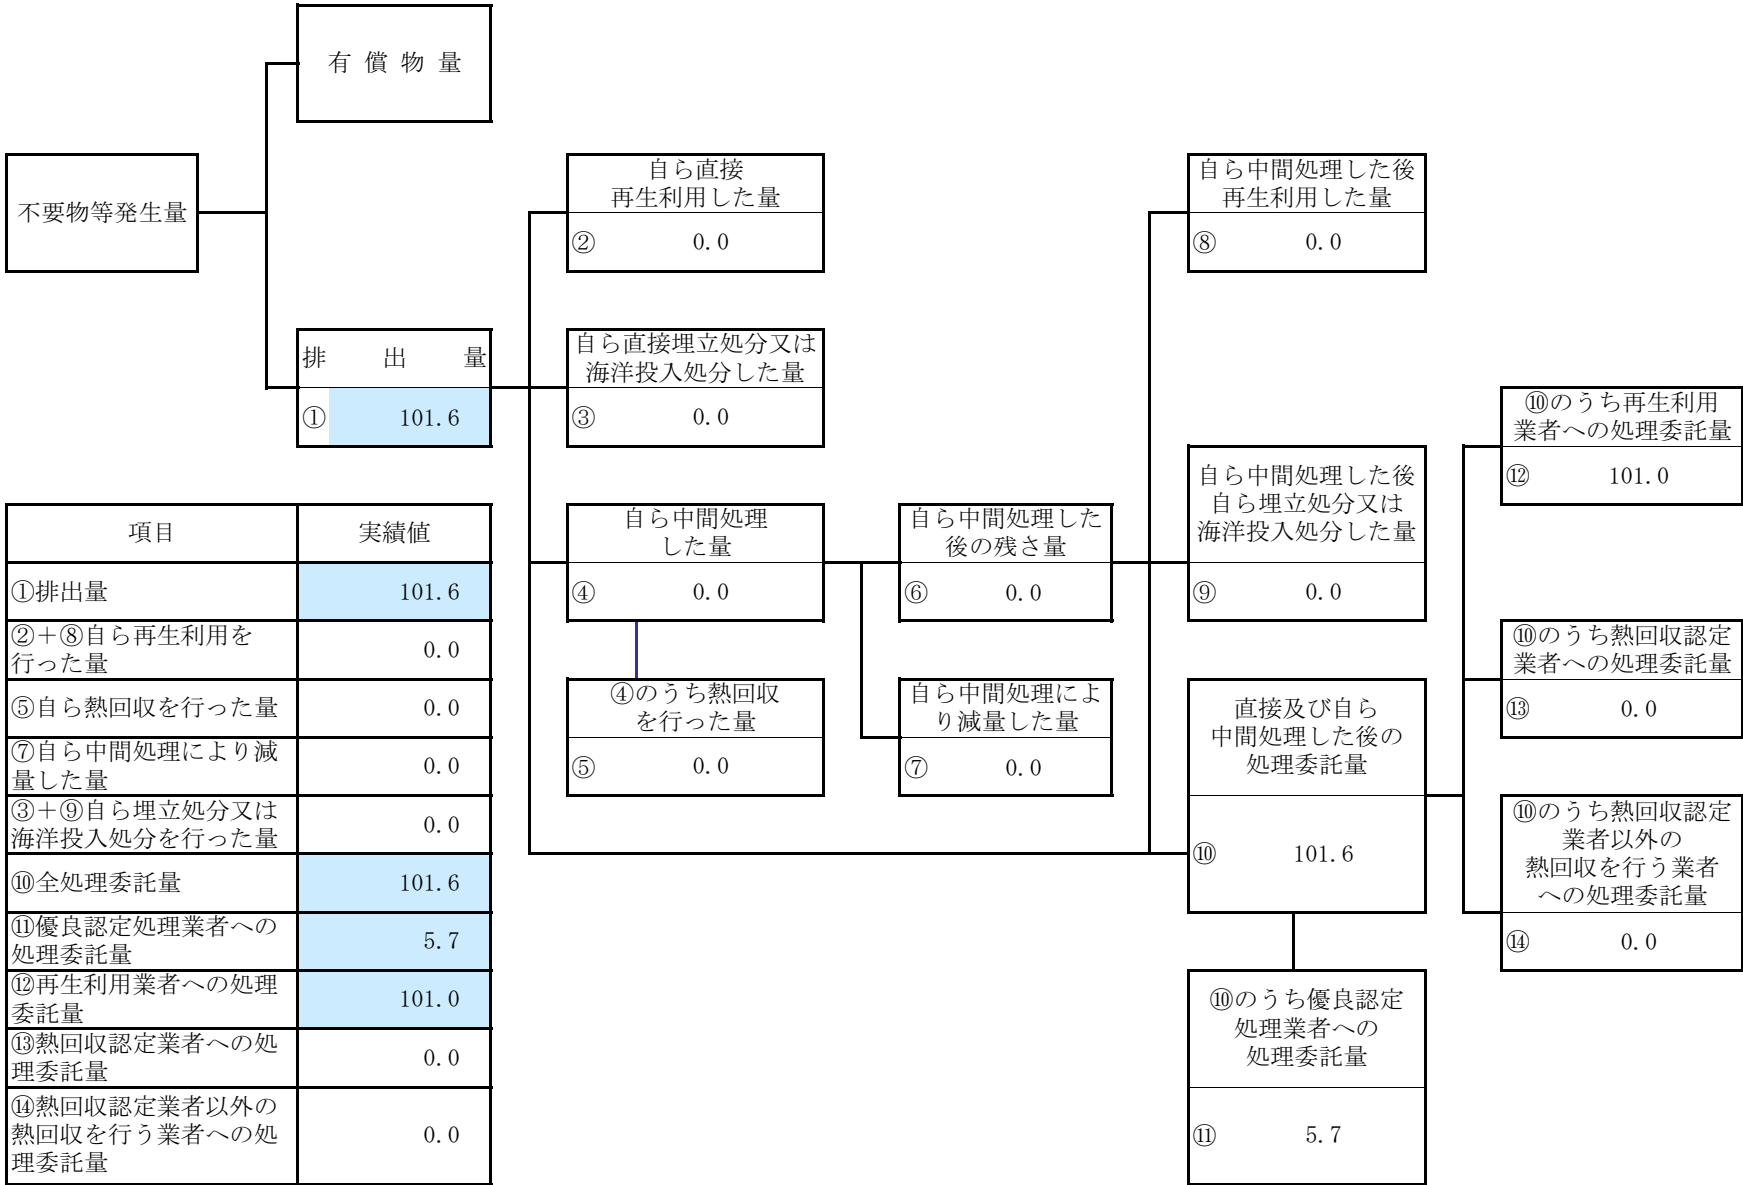 有償物量
不要物等発生量
自ら直接
再生利用した量
② 0.0
自ら中間処理した後
再生利用した量
⑧ 0.0
排出量
① 101.6
自ら直接埋立処分又は
海洋投入処分した量
③ 0.0
⑩のうち再生利用
業者への処理委託量
⑫ 101.0
自ら中間処理した後
自ら埋立処分又は
海洋投入処分した量
⑨ 0.0
自ら中間処理
した量
④ 0.0
自ら中間処理した
後の残さ量
⑥ 0.0
⑩のうち熱回収認定
業者への処理委託量
⑬ 0.0
④のうち熱回収
を行った量
⑤ 0.0
自ら中間処理によ
り減量した量
⑦ 0.0
直接及び自ら
中間処理した後の
処理委託量
⑩ 101.6
⑩のうち熱回収認定
業者以外の
熱回収を行う業者
への処理委託量
⑭ 0.0
⑩のうち優良認定
処理業者への
処理委託量
⑪ 5.7
項目 実績値
①排出量 101.6
②＋⑧自ら再生利用を
行った量 0.0
⑤自ら熱回収を行った量 0.0
⑦自ら中間処理により減
量した量 0.0
③＋⑨自ら埋立処分又は
海洋投入処分を行った量 0.0
⑩全処理委託量 101.6
⑪優良認定処理業者への
処理委託量 5.7
⑫再生利用業者への処理
委託量 101.0
⑬熱回収認定業者への処
理委託量 0.0
⑭熱回収認定業者以外の
熱回収を行う業者への処
理委託量 0.0